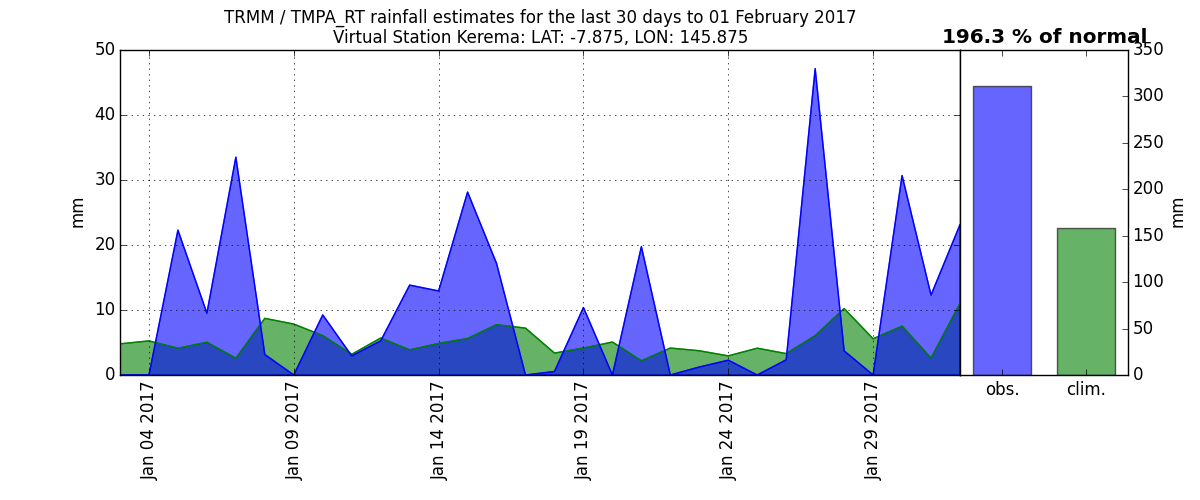 TRMM / TMPA_RT rainfall estimates for the last 30 days to 01 February 2017
Virtual Station Kerema: LAT: -7.875, LON: 145.875
196.3 % of normal
50
40
30
20
10
0
mm
Jan 04 2017
Jan 09 2017
Jan 14 2017
Jan 19 2017
Jan 24 2017
Jan 29 2017
350
300
250
200
150
100
50
0
mm
obs.
clim.